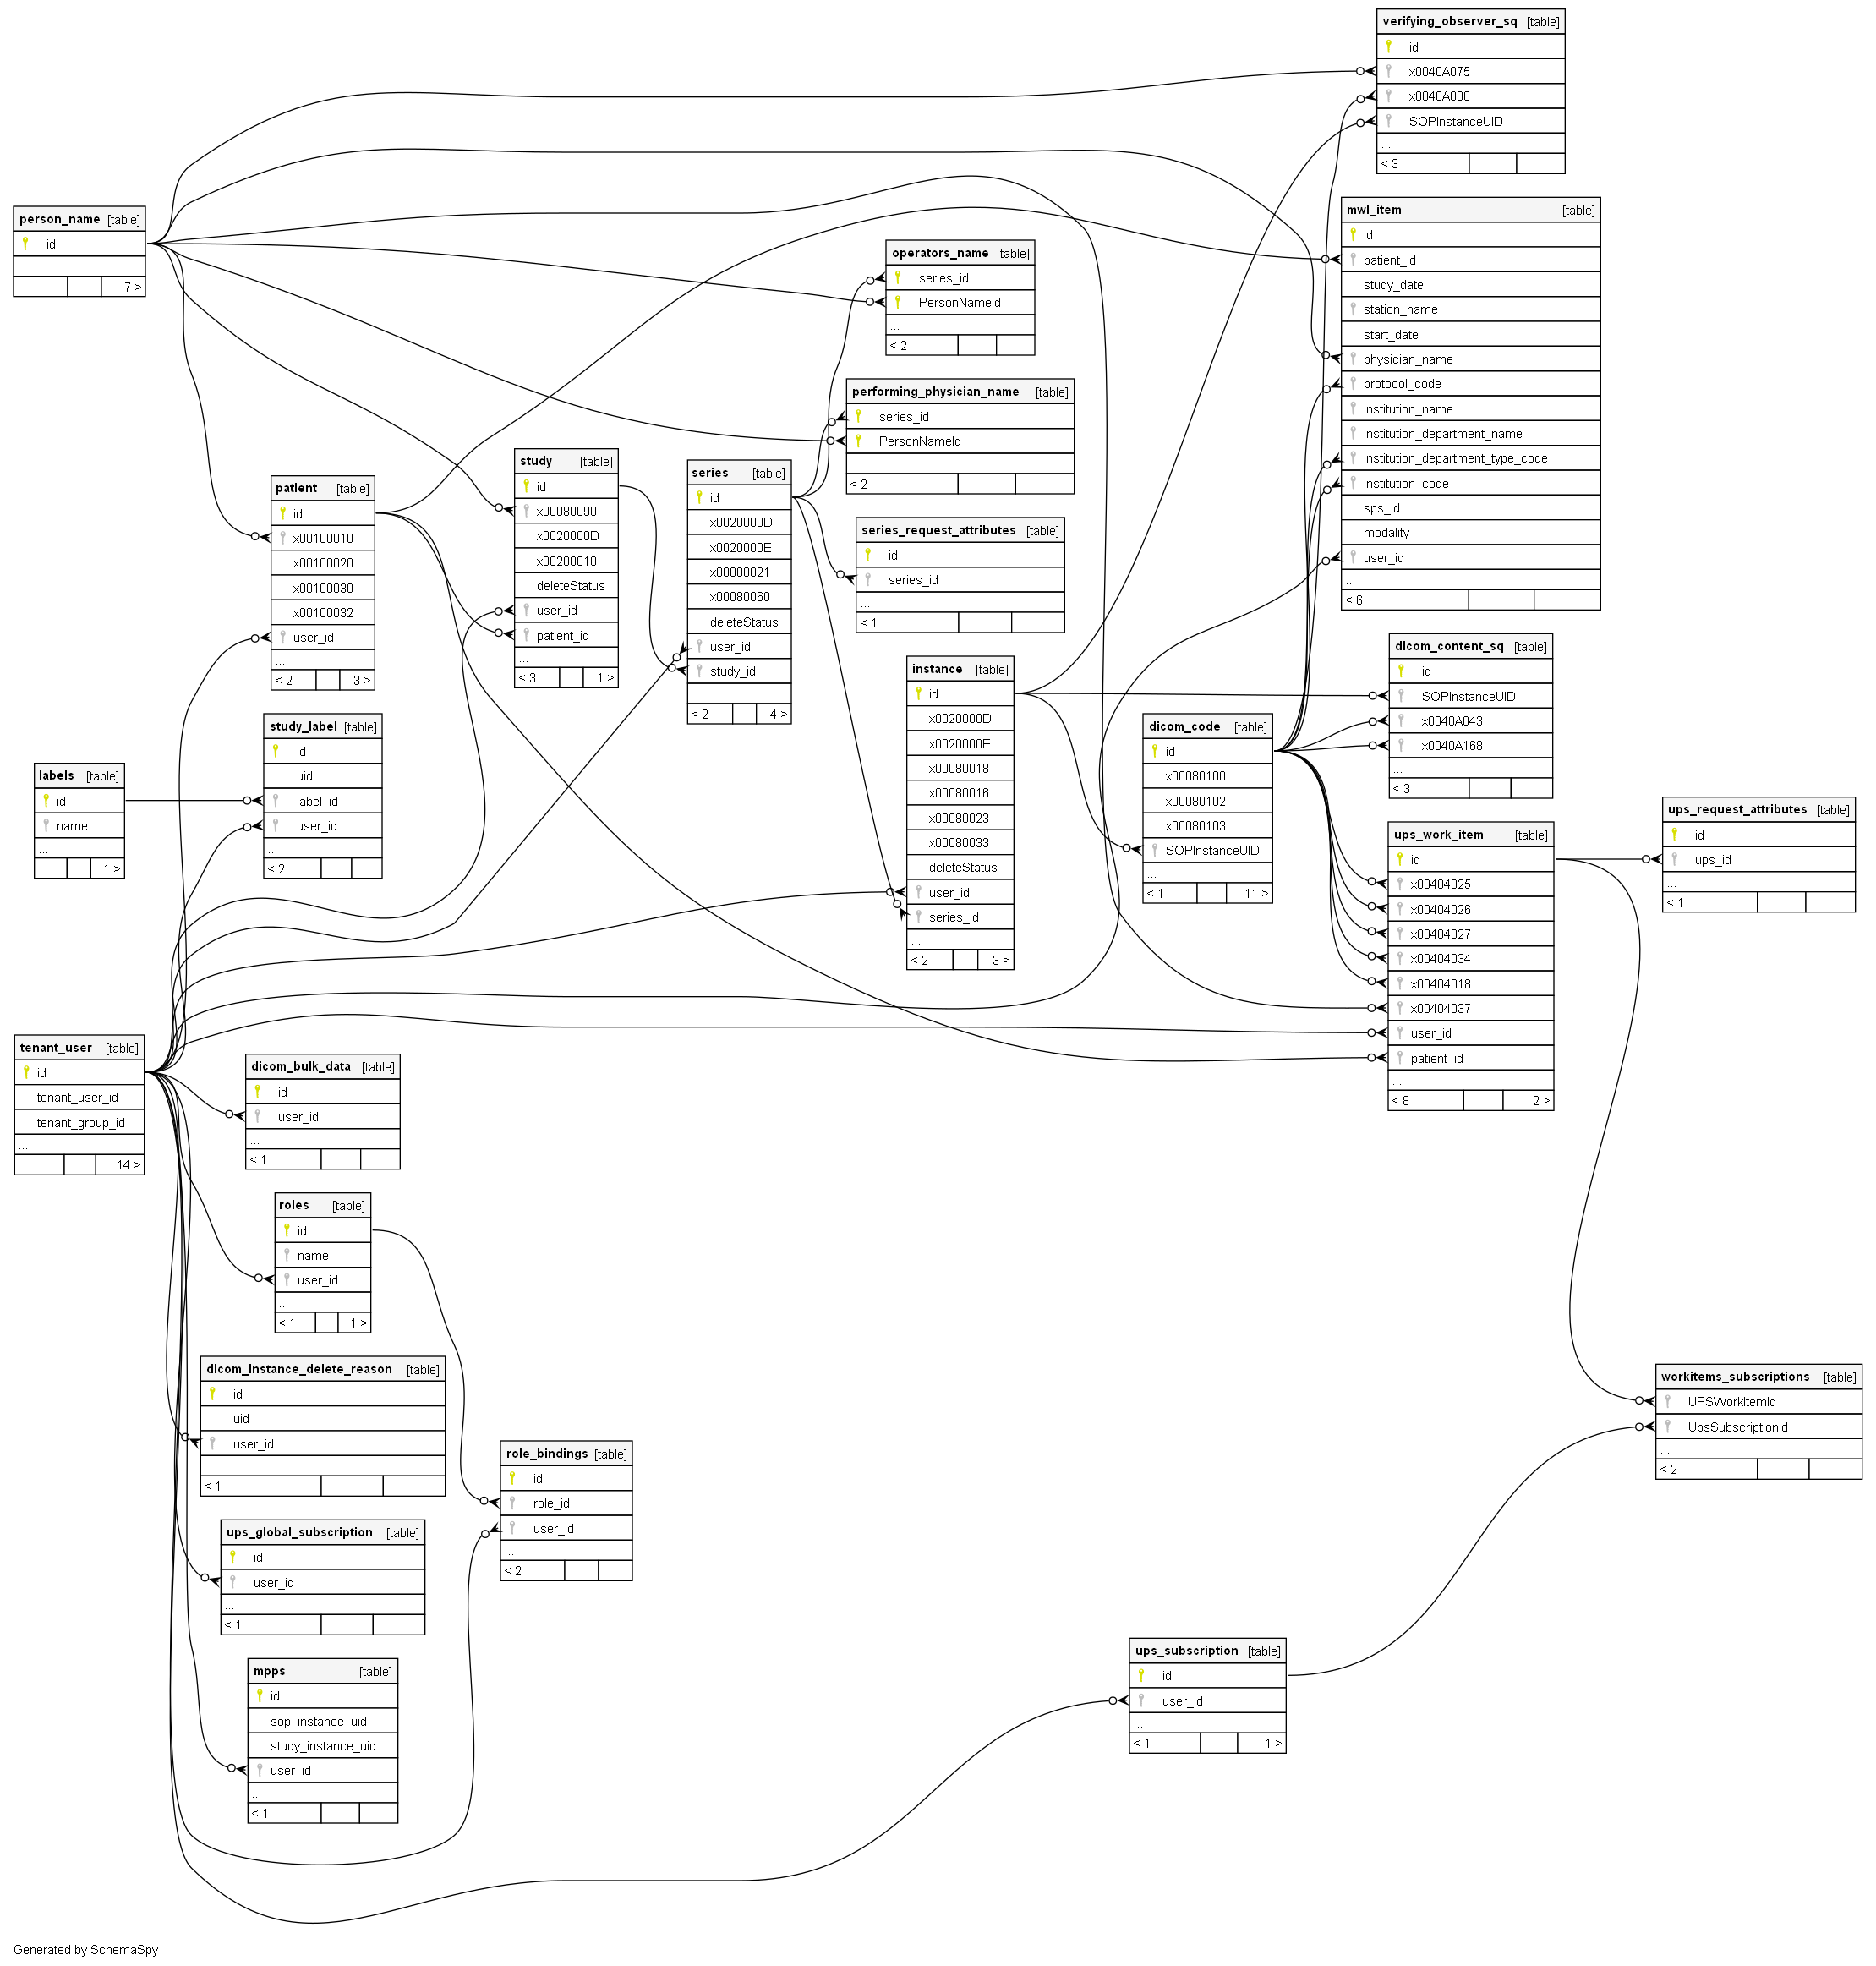 verifying_observer_sq [table]
id
x0040A075
x0040A088
SOPInstanceUID
...
< 3
person_name [table]
id
...
7 >
mwl_item [table]
id
patient_id
study_date
station_name
start_date
physician_name
protocol_code
institution_name
institution_department_name
institution_department_type_code
institution_code
sps_id
modality
user_id
...
< 6
operators_name [table]
series_id
PersonNameId
...
< 2
performing_physician_name [table]
series_id
PersonNameId
...
< 2
study [table]
id
x00080090
x0020000D
x00200010
deleteStatus
user_id
patient_id
...
< 3 1 >
series [table]
id
x0020000D
x0020000E
x00080021
x00080060
deleteStatus
user_id
study_id
...
< 2 4 >
patient [table]
id
x00100010
x00100020
x00100030
x00100032
user_id
...
< 2 3 >
series_request_attributes [table]
id
series_id
...
< 1
dicom_content_sq [table]
id
SOPInstanceUID
x0040A043
x0040A168
...
< 3
instance [table]
id
x0020000D
x0020000E
x00080018
x00080016
x00080023
x00080033
deleteStatus
user_id
series_id
...
< 2 3 >
study_label [table]
id
uid
label_id
user_id
...
< 2
dicom_code [table]
id
x00080100
x00080102
x00080103
SOPInstanceUID
...
< 1 11 >
labels [table]
id
name
...
1 >
ups_request_attributes [table]
id
ups_id
...
< 1
ups_work_item [table]
id
x00404025
x00404026
x00404027
x00404034
x00404018
x00404037
user_id
patient_id
...
< 8 2 >
tenant_user [table]
id
tenant_user_id
tenant_group_id
...
14 >
dicom_bulk_data [table]
id
user_id
...
< 1
roles [table]
id
name
user_id
...
< 1 1 >
dicom_instance_delete_reason [table]
id
uid
user_id
...
< 1
workitems_subscriptions [table]
UPSWorkItemId
UpsSubscriptionId
...
< 2
role_bindings [table]
id
role_id
user_id
...
< 2
ups_global_subscription [table]
id
user_id
...
< 1
ups_subscription [table]
id
user_id
...
< 1 1 >
mpps [table]
id
sop_instance_uid
study_instance_uid
user_id
...
< 1
Generated by SchemaSpy